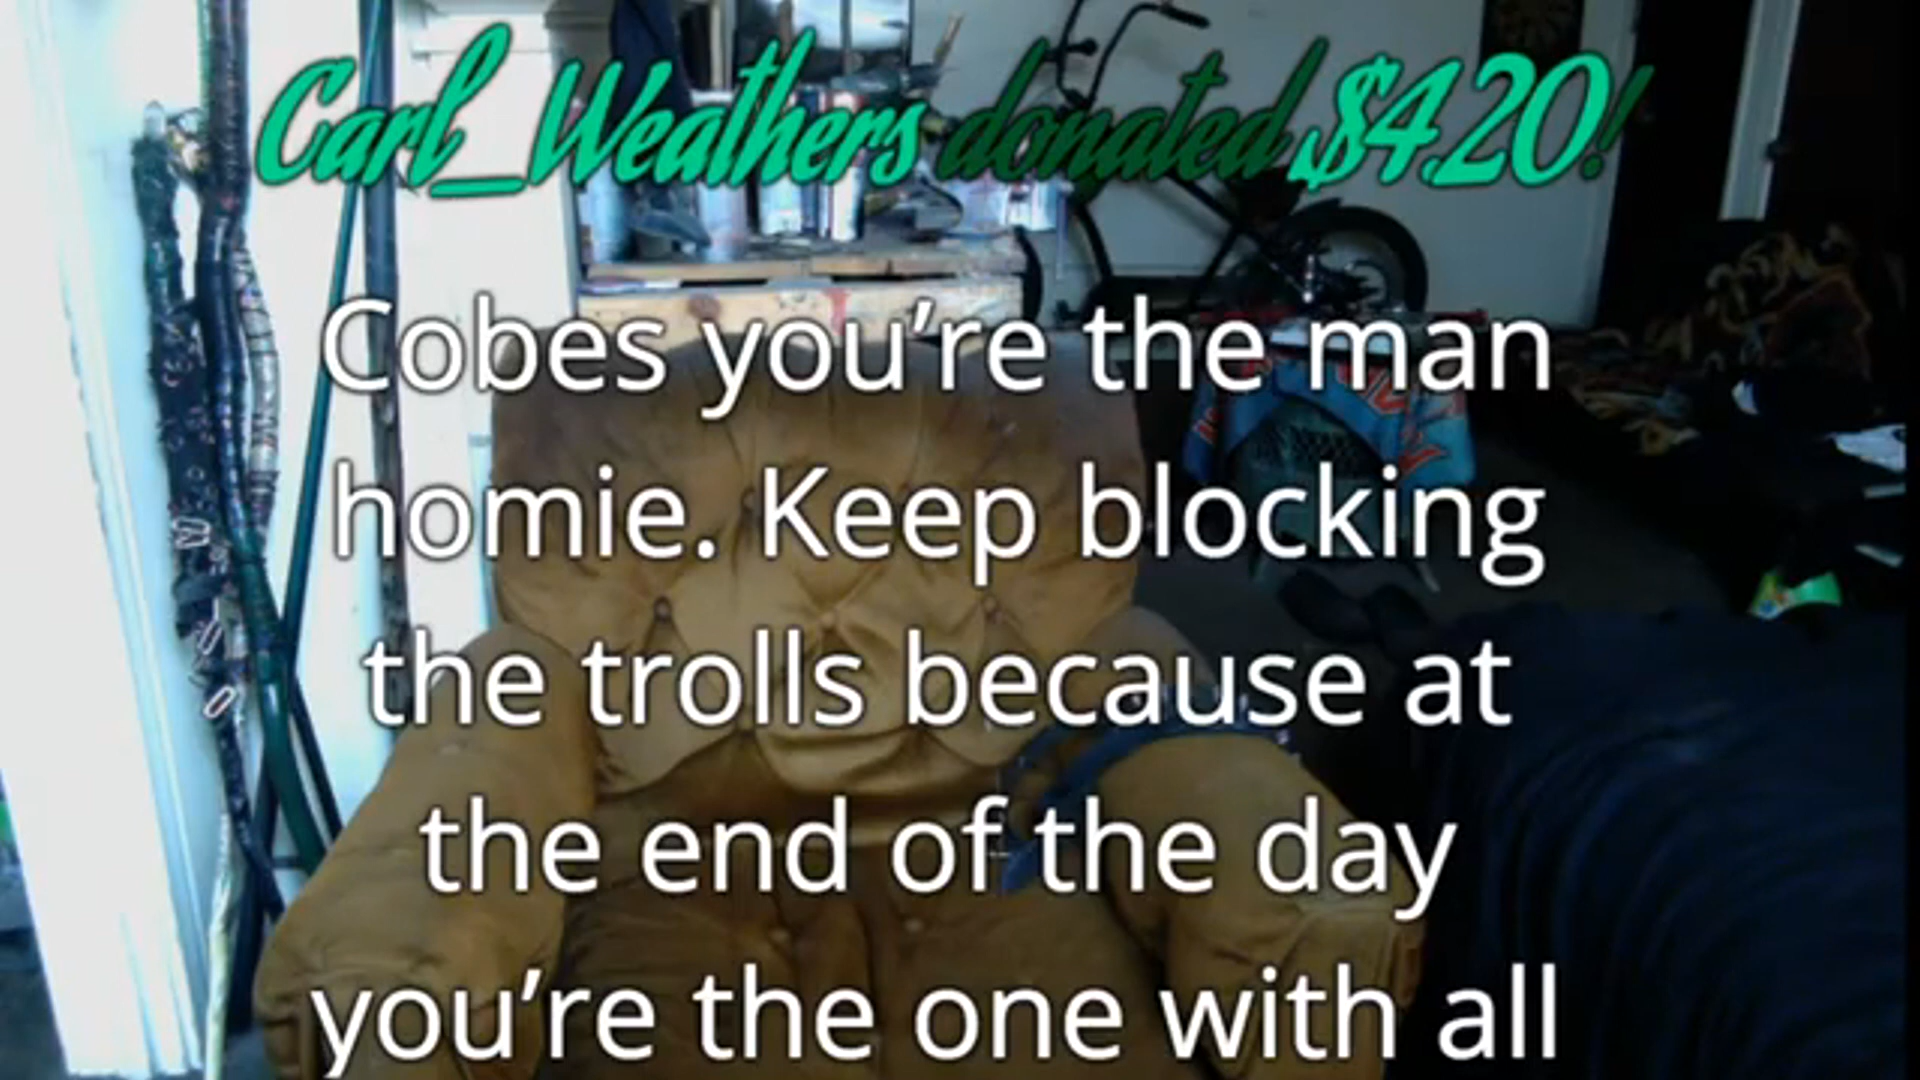 Carl_Weathers donated $4.20!
Cobes you’re the man
homie. Keep blocking
the trolls because at
the end of the day
you’re the one with all